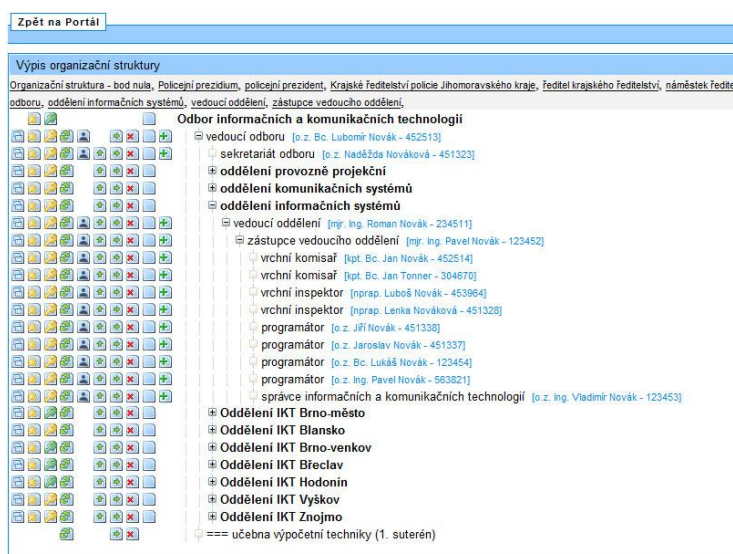 Zpět na Portál
Výpis organizační struktury
Organizační struktura - bod nula, Policejní prezidium, policejní prezident, Krajské ředitelství policie Jihomoravského kraje, ředitel krajského ředitelství, náměstek ředite
odboru, oddělení informačních systémů, vedoucí oddělení, zástupce vedoucího oddělení,
Odbor informačních a komunikačních technologií
vedoucí odboru [o.z. Bc. Lubomír Novák - 452513]
sekretariát odboru [o.z. Naděžda Nováková - 451323]
oddělení provozně projekční
oddělení komunikačních systémů
oddělení informačních systémů
vedoucí oddělení [mjr. Ing. Roman Novák - 234511]
zástupce vedoucího oddělení [mjr. Ing. Pavel Novák - 123452]
vrchní komisař [kpt. Bc. Jan Novák - 452514]
vrchní komisař [kpt. Bc. Jan Tonner - 304670]
vrchní inspektor [nprap. Luboš Novák - 453964]
vrchní inspektor [nprap. Lenka Nováková - 451328]
programátor [o.z. Jiří Novák - 451338]
programátor [o.z. Jaroslav Novák - 451337]
programátor [o.z. Bc. Lukáš Novák - 123454]
programátor [o.z. Ing. Pavel Novák - 563821]
správce informačních a komunikačních technologií [o.z. Ing. Vladimír Novák - 123453]
Oddělení IKT Brno-město
Oddělení IKT Blansko
Oddělení IKT Brno-venkov
Oddělení IKT Břeclav
Oddělení IKT Hodonín
Oddělení IKT Vyškov
Oddělení IKT Znojmo
=== učebna výpočetní techniky (1. suterén)